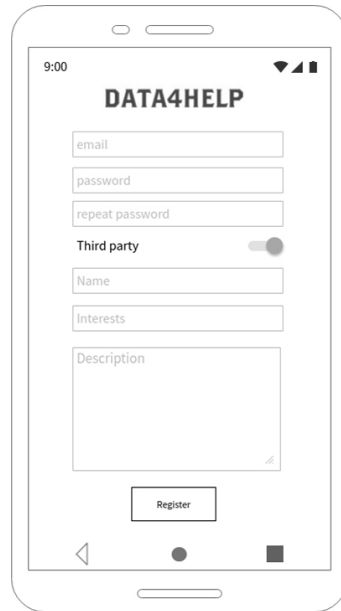 9:00
DATA4HELP
email
password
repeat password
Third party
Name
Interests
Description
Register